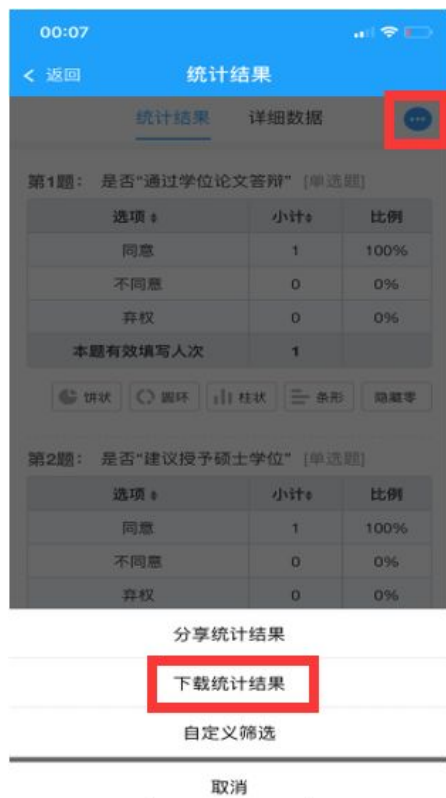 00:07
< 返回 统计结果
统计结果 详细数据
第1题： 是否“通过学位论文答辩” [单选题]
选项 小计 比例
同意 1 100%
不同意 0 0%
弃权 0 0%
本题有效填写人次 1
饼状 圆环 柱状 条形 隐藏零
第2题： 是否“建议授予硕士学位” [单选题]
选项 小计 比例
同意 1 100%
不同意 0 0%
弃权 0 0%
分享统计结果
下载统计结果
自定义筛选
取消